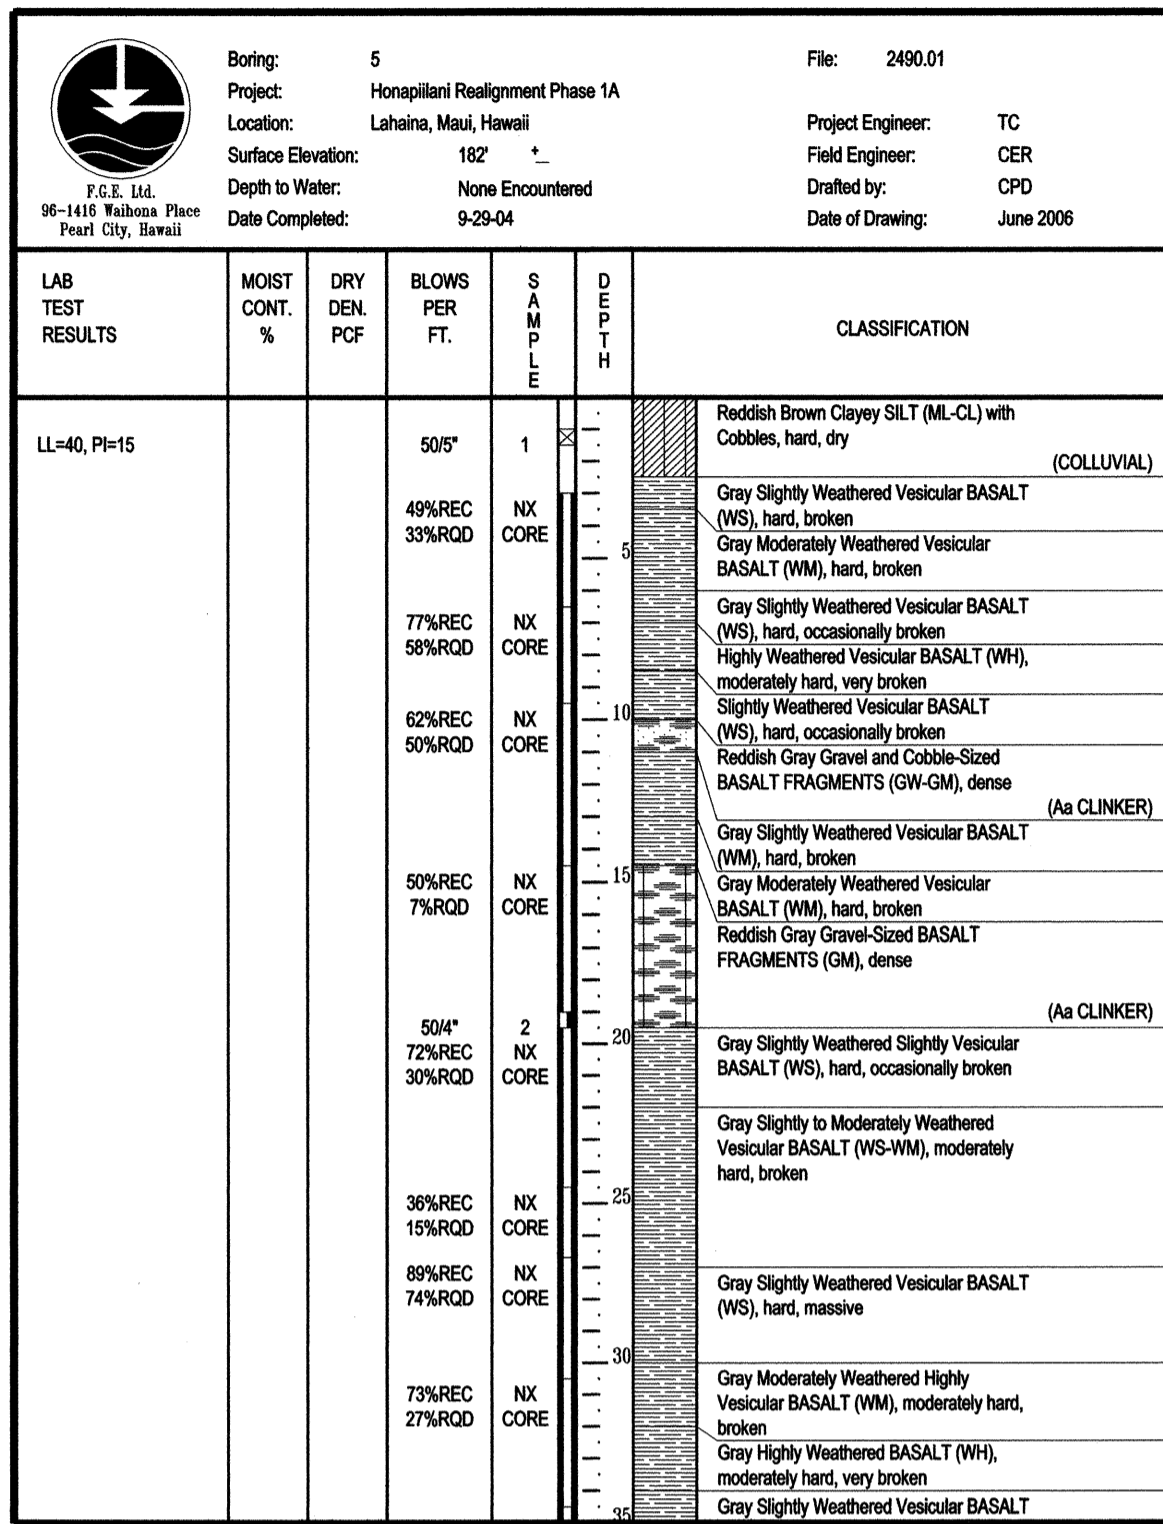 Boring: 5 File: 2490.01
Project: Honapiilani Realignment Phase 1A
Location: Lahaina, Maui, Hawaii Project Engineer: TC
Surface Elevation: 182' +_ Field Engineer: CER
Depth to Water: None Encountered Drafted by: CPD
Date Completed: 9-29-04 Date of Drawing: June 2006
F.G.E. Ltd.
96-1416 Waihona Place
Pearl City, Hawaii
LAB TEST RESULTS
MOIST CONT. %
DRY DEN. PCF
BLOWS PER FT.
SAMPLE
DEPTH
CLASSIFICATION
Reddish Brown Clayey SILT (ML-CL) with
LL=40, PI=15 50/5" 1 Cobbles, hard, dry
(COLLUVIAL)
Gray Slightly Weathered Vesicular BASALT
49%REC NX (WS), hard, broken
33%RQD CORE Gray Moderately Weathered Vesicular
5 BASALT (WM), hard, broken
Gray Slightly Weathered Vesicular BASALT
77%REC NX (WS), hard, occasionally broken
58%RQD CORE Highly Weathered Vesicular BASALT (WH),
moderately hard, very broken
Slightly Weathered Vesicular BASALT
62%REC NX 10 (WS), hard, occasionally broken
50%RQD CORE Reddish Gray Gravel and Cobble-Sized
BASALT FRAGMENTS (GW-GM), dense
(Aa CLINKER)
Gray Slightly Weathered Vesicular BASALT
(WM), hard, broken
50%REC NX 15 Gray Moderately Weathered Vesicular
7%RQD CORE BASALT (WM), hard, broken
Reddish Gray Gravel-Sized BASALT
FRAGMENTS (GM), dense
(Aa CLINKER)
50/4" 2 20 Gray Slightly Weathered Slightly Vesicular
72%REC NX BASALT (WS), hard, occasionally broken
30%RQD CORE
Gray Slightly to Moderately Weathered
Vesicular BASALT (WS-WM), moderately
hard, broken
36%REC NX 25
15%RQD CORE
89%REC NX Gray Slightly Weathered Vesicular BASALT
74%RQD CORE (WS), hard, massive
30
Gray Moderately Weathered Highly
73%REC NX Vesicular BASALT (WM), moderately hard,
27%RQD CORE broken
Gray Highly Weathered BASALT (WH),
moderately hard, very broken
35 Gray Slightly Weathered Vesicular BASALT